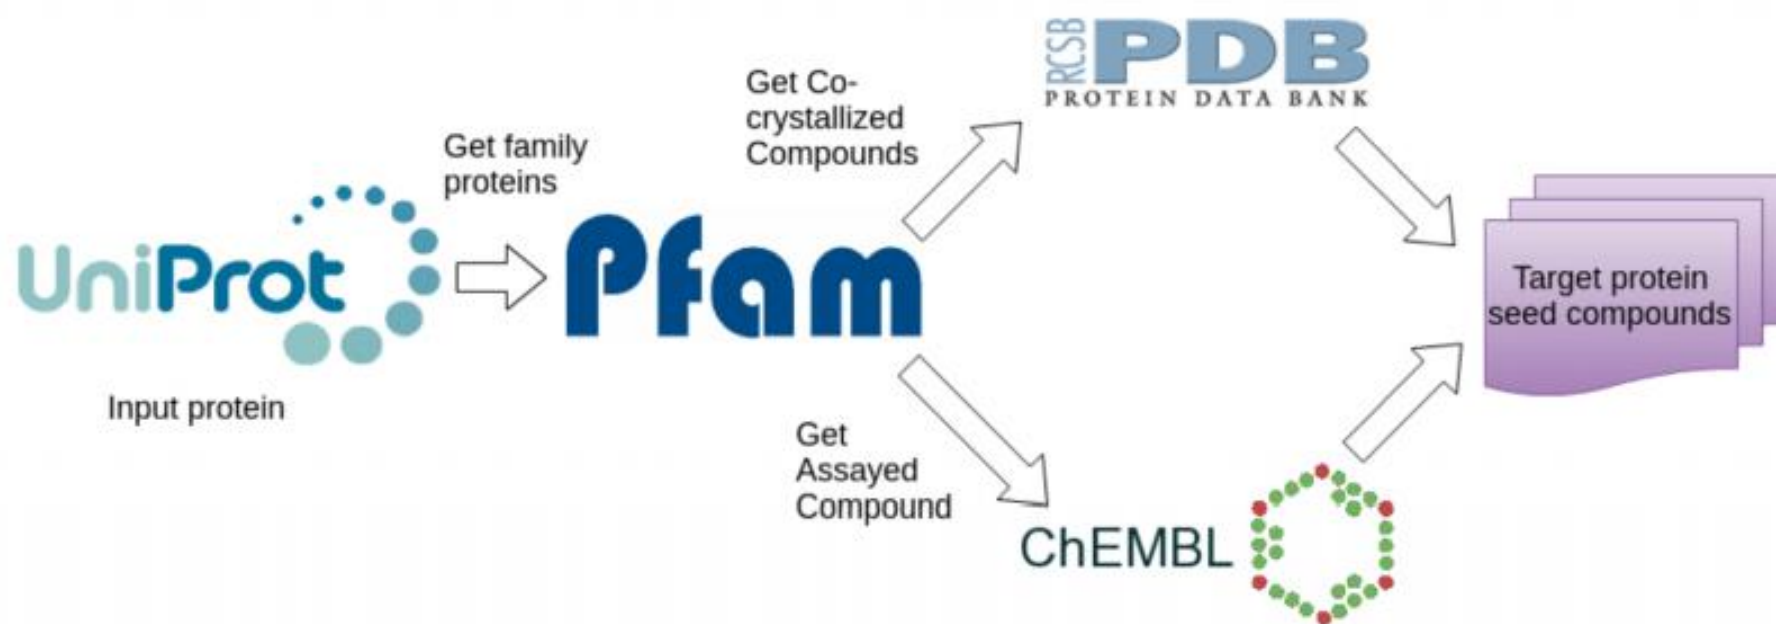 RCSB
PDB
PROTEIN DATA BANK
Get Co-
crystallized
Compounds
Get family
proteins
UniProt
Pfam
Input protein
Target protein
seed compounds
Get
Assayed
Compound
ChEMBL